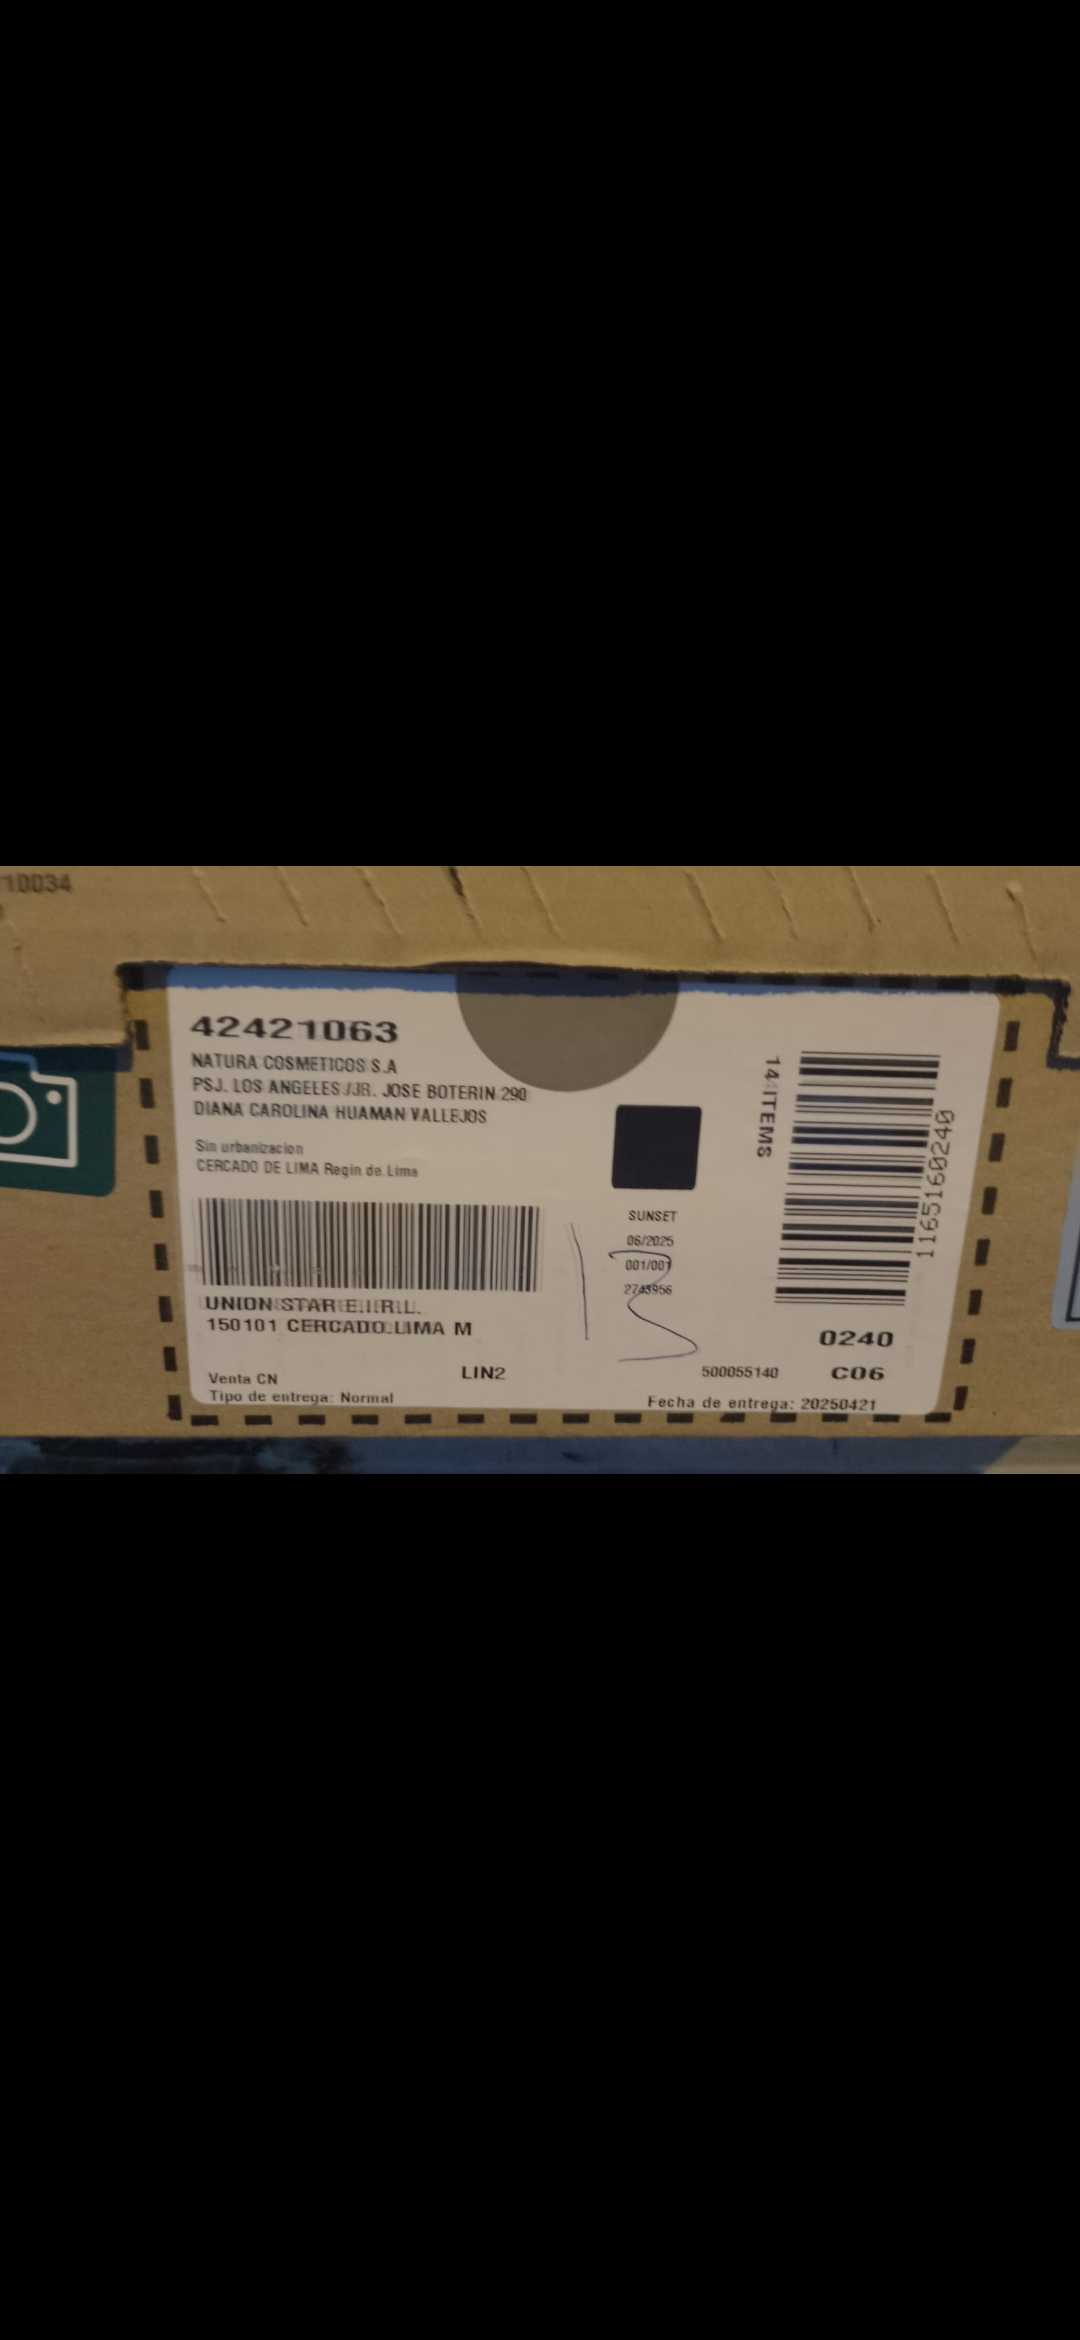 10034
42421063
NATURA COSMETICOS S.A
PSJ. LOS ANGELES /JR. JOSE BOTERIN 290
DIANA CAROLINA HUAMAN VALLEJOS
Sin urbanizacion
CERCADO DE LIMA Regin de Lima
UNION STAR E.I.R.L.
150101 CERCADO LIMA M
Venta CN
LIN2
Tipo de entrega: Normal
SUNSET
06/2025
001/001
2743956
13
14 ITEMS
1165160240
0240
500055140
C06
Fecha de entrega: 20250421